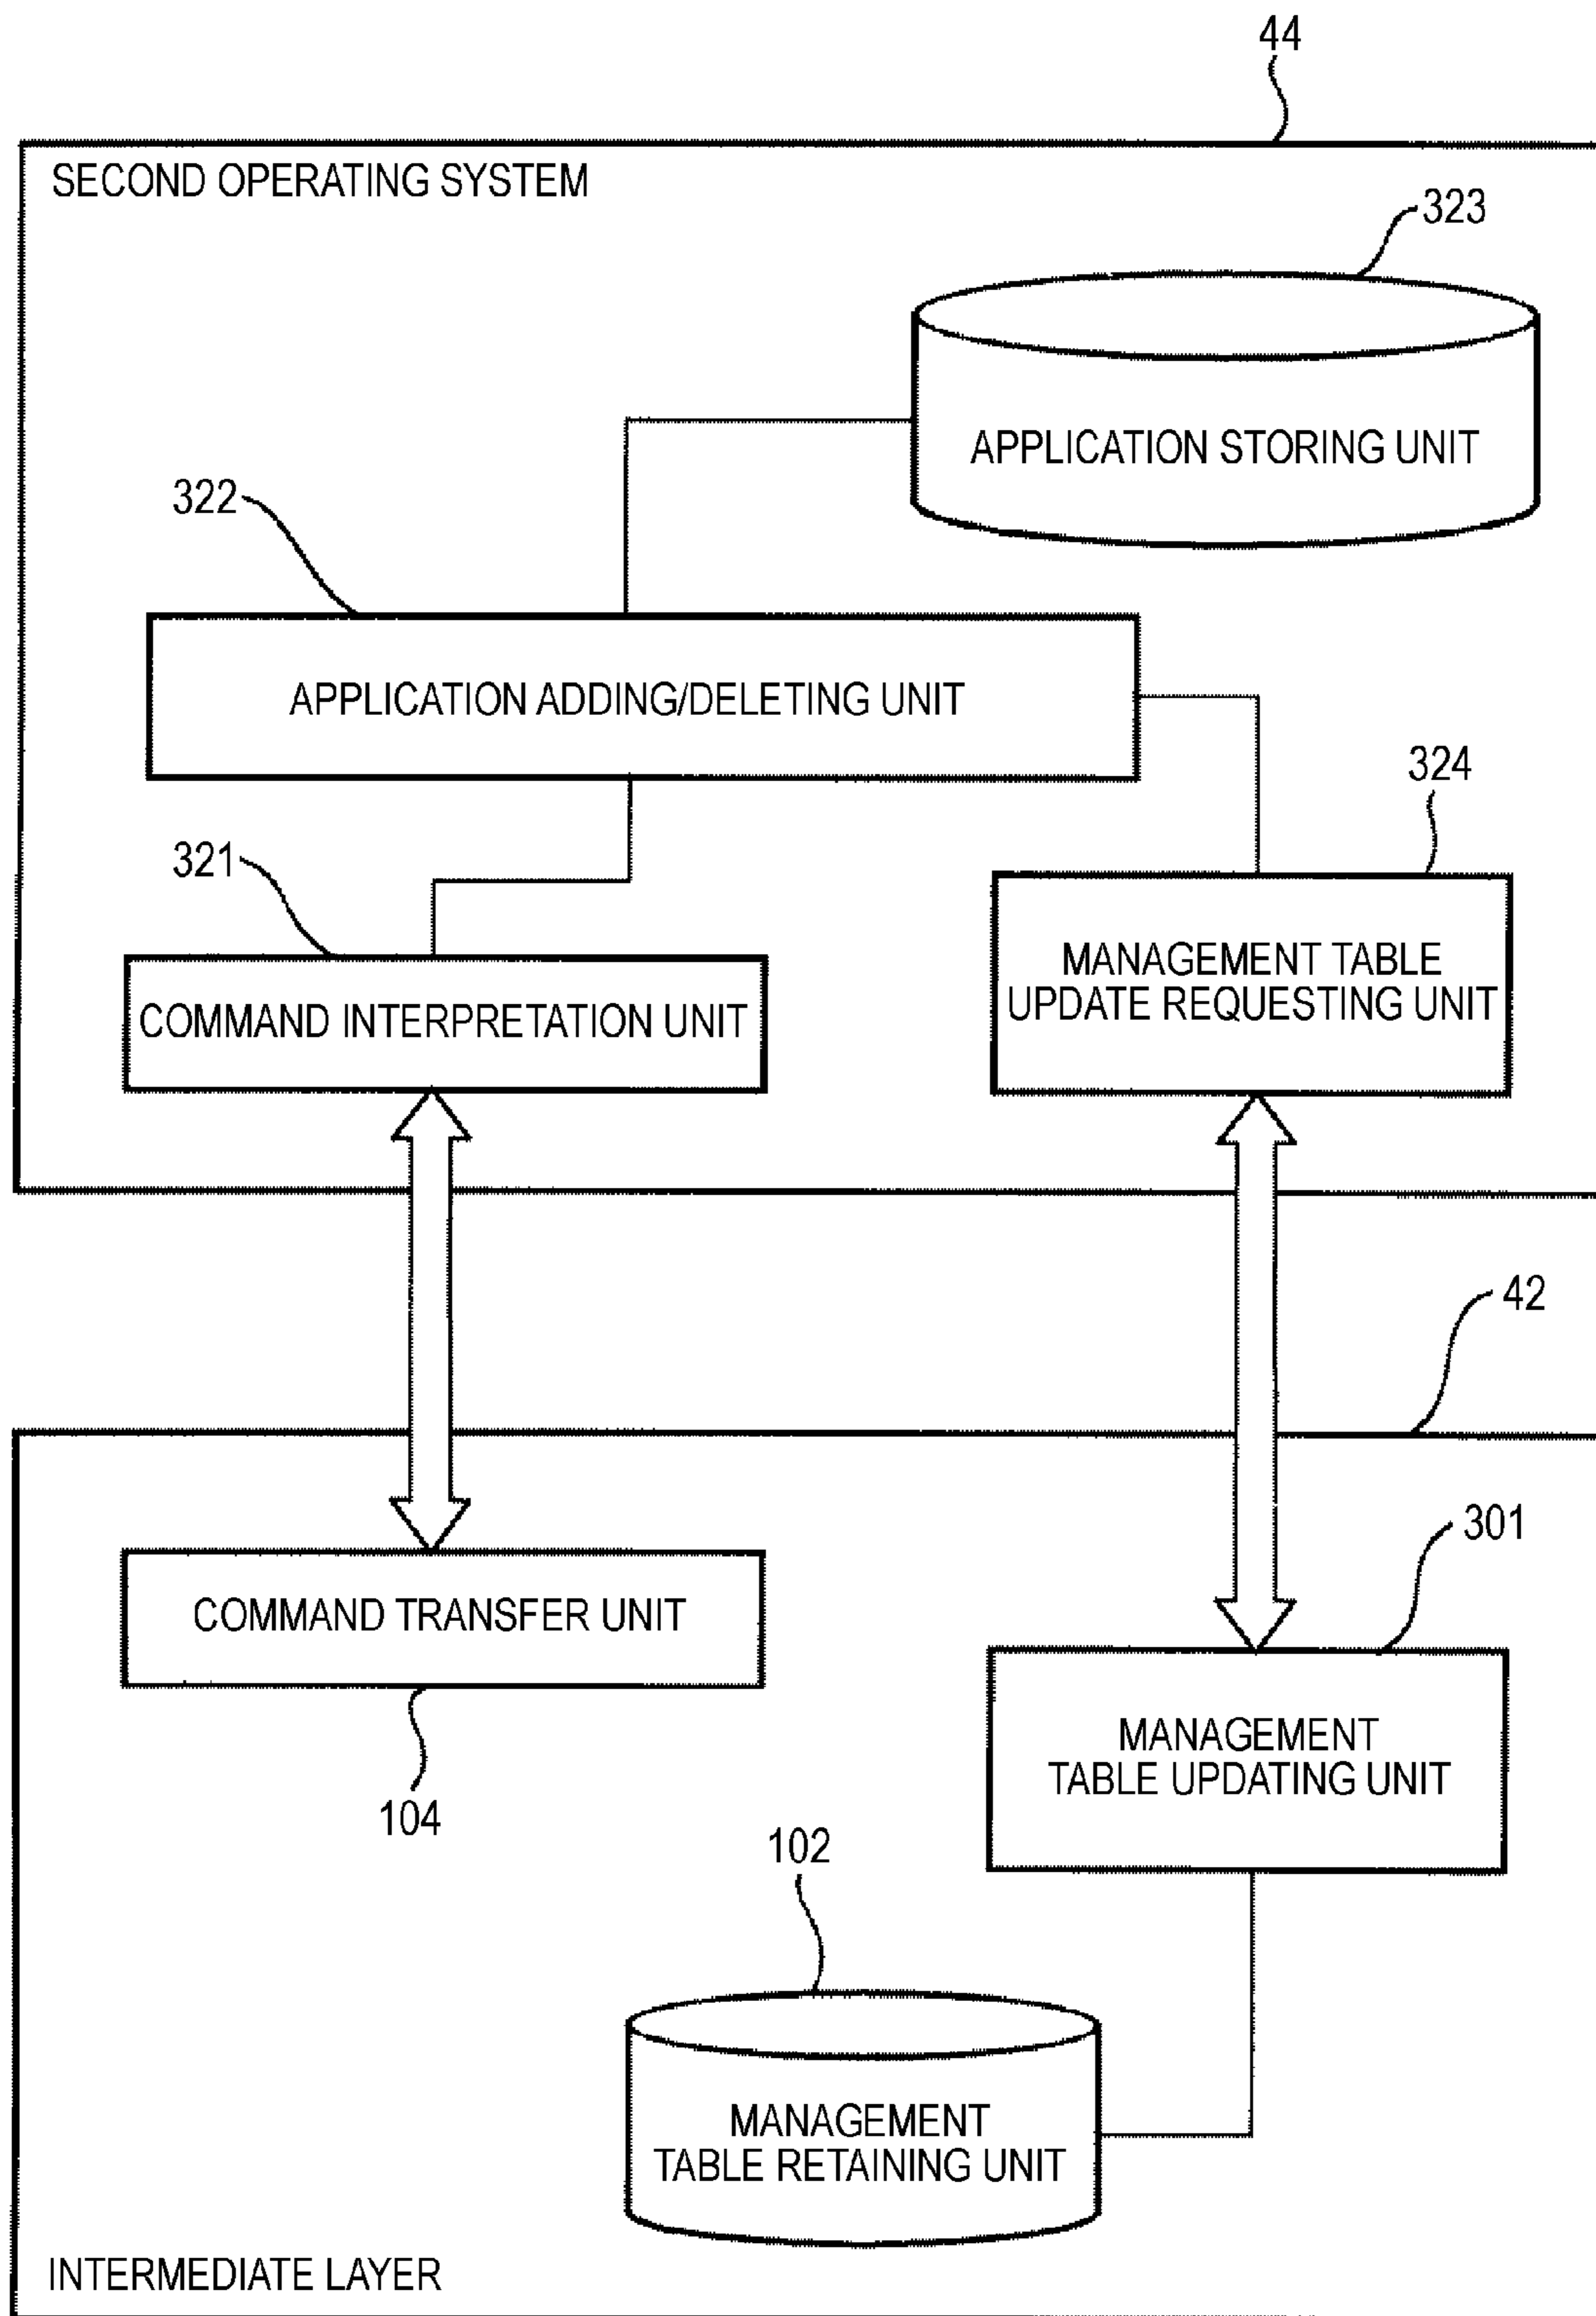 44
SECOND OPERATING SYSTEM
323
APPLICATION STORING UNIT
322
APPLICATION ADDING/DELETING UNIT
324
321
MANAGEMENT TABLE
UPDATE REQUESTING UNIT
COMMAND INTERPRETATION UNIT
42
301
COMMAND TRANSFER UNIT
MANAGEMENT
TABLE UPDATING UNIT
104
102
MANAGEMENT
TABLE RETAINING UNIT
INTERMEDIATE LAYER